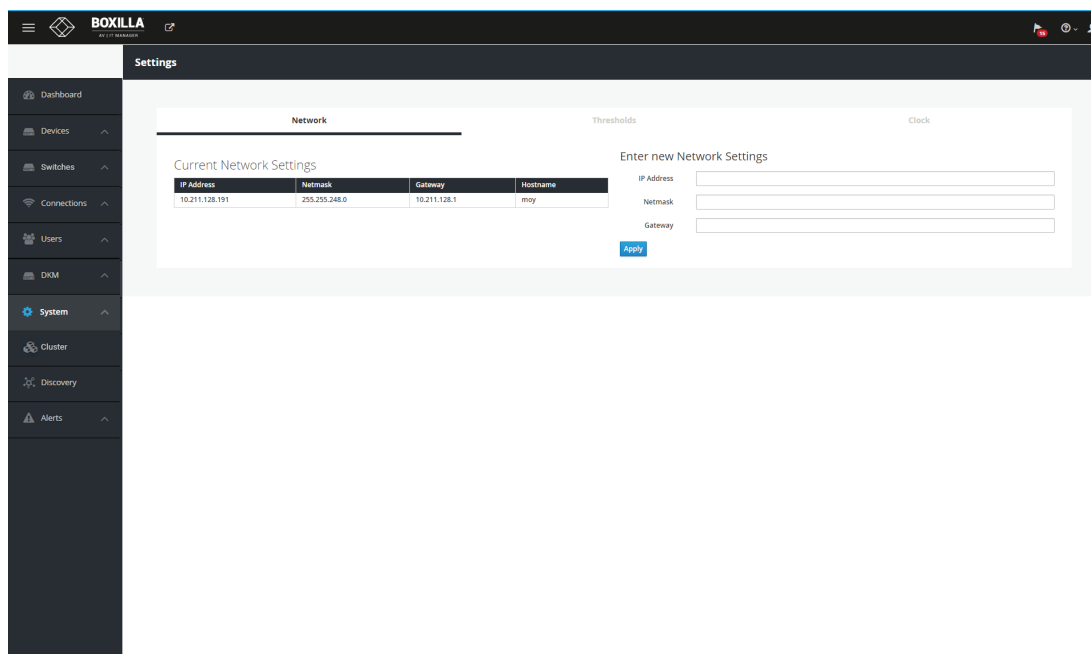 BOXILLA
AV | IT MANAGER
Settings
Dashboard
Devices
Switches
Connections
Users
DKM
System
Cluster
Discovery
Alerts
Network
Thresholds
Clock
Current Network Settings
IP Address Netmask Gateway Hostname
10.211.128.191 255.255.248.0 10.211.128.1 moy
Enter new Network Settings
IP Address
Netmask
Gateway
Apply